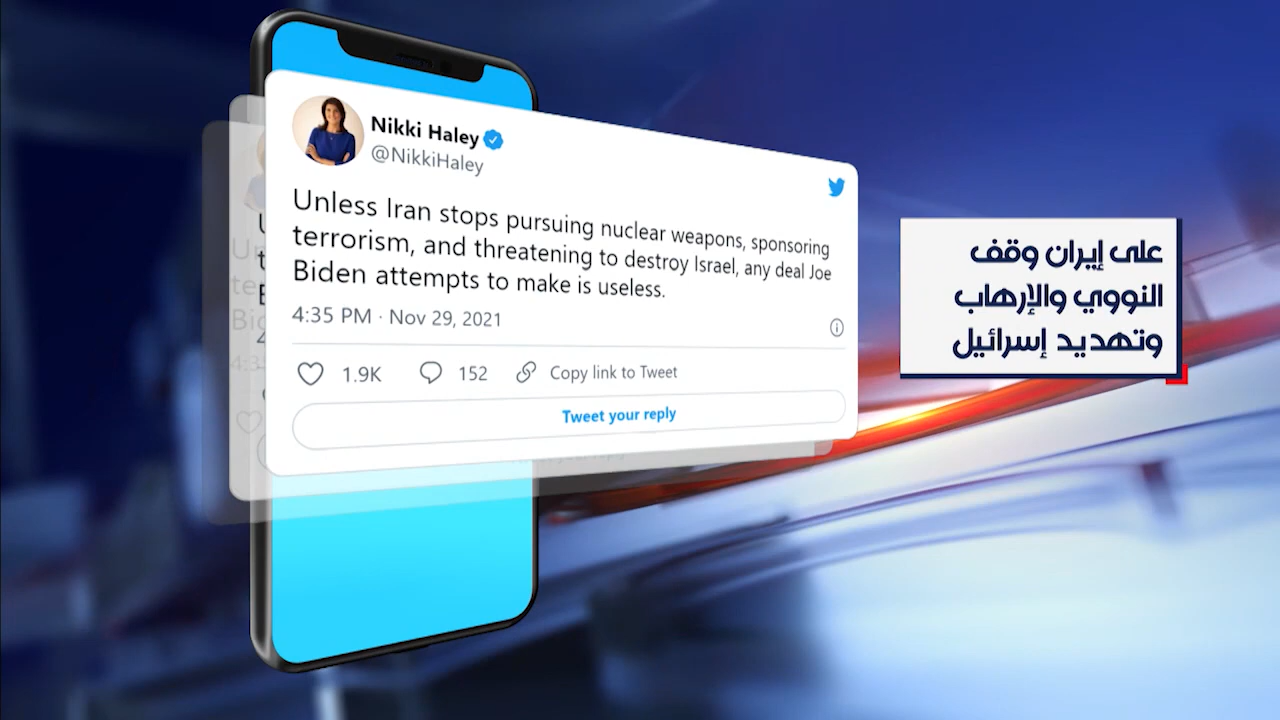 Nikki Haley
@NikkiHaley
Unless Iran stops pursuing nuclear weapons, sponsoring
terrorism, and threatening to destroy Israel, any deal Joe
Biden attempts to make is useless.
4:35 PM · Nov 29, 2021
1.9K 152 Copy link to Tweet
Tweet your reply
على إيران وقف
النووي والإرهاب
وتهديد إسرائيل